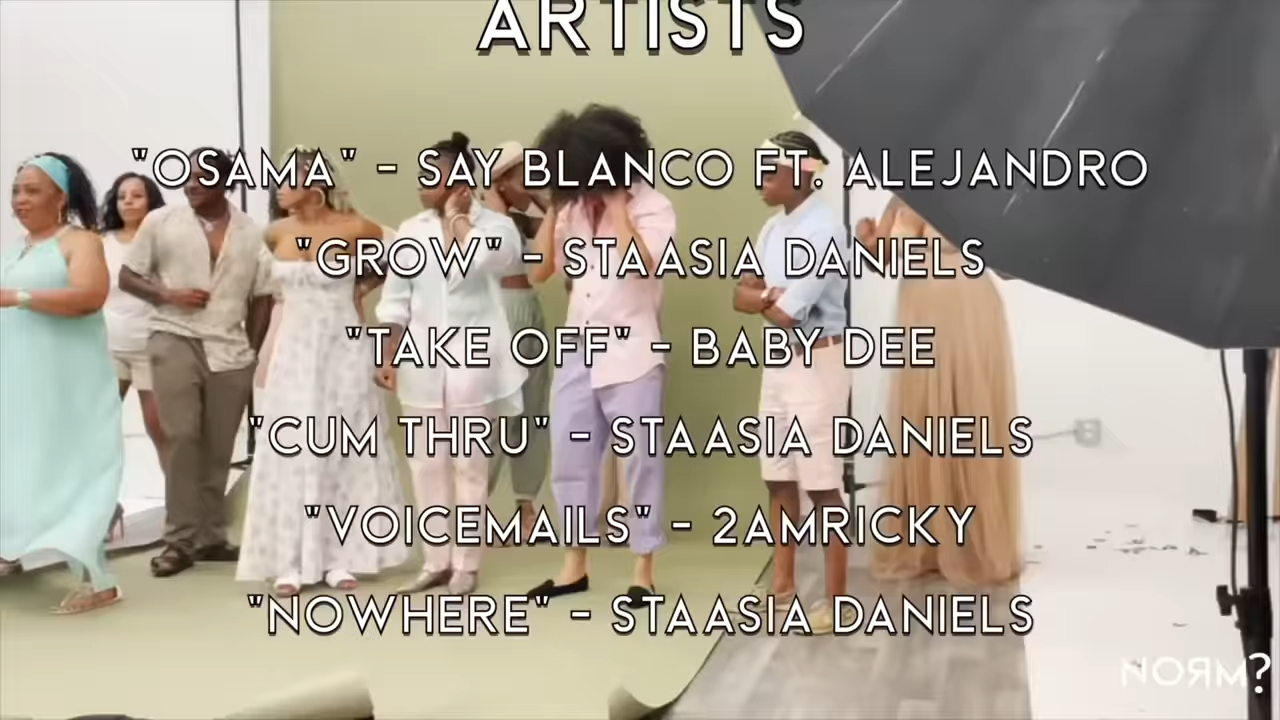 ARTISTS
"OSAMA" - SAY BLANCO FT. ALEJANDRO
"GROW" - STAASIA DANIELS
"TAKE OFF" - BABY DEE
"CUM THRU" - STAASIA DANIELS
"VOICEMAILS" - 2AMRICKY
"NOWHERE" - STAASIA DANIELS
NOЯM?